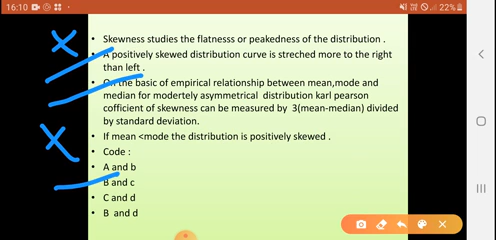 16:10
22%
Skewness studies the flatnesss or peakedness of the distribution .
A positively skewed distribution curve is streched more to the right
than left .
On the basic of empirical relationship between mean,mode and
median for modertely asymmetrical distribution karl pearson
cofficient of skewness can be measured by 3(mean-median) divided
by standard deviation.
If mean <mode the distribution is positively skewed .
Code :
A and b
B and c
C and d
B and d